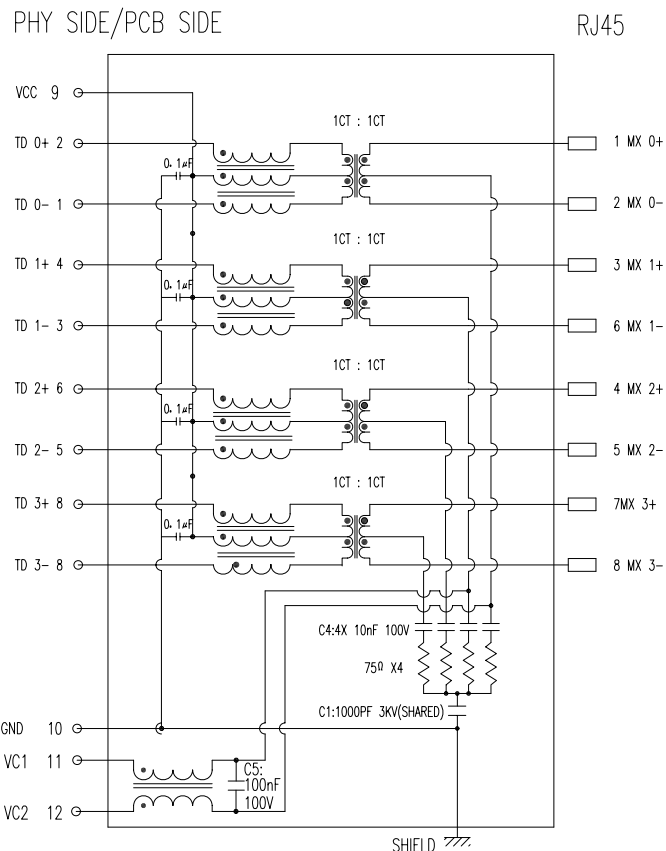 PHY SIDE/PCB SIDE
RJ45
VCC 9
1CT : 1CT
TD 0+ 2
1 MX 0+
0.1μF
TD 0- 1
2 MX 0-
1CT : 1CT
TD 1+ 4
3 MX 1+
0.1μF
TD 1- 3
6 MX 1-
1CT : 1CT
TD 2+ 6
4 MX 2+
0.1μF
TD 2- 5
5 MX 2-
1CT : 1CT
TD 3+ 8
7MX 3+
0.1μF
TD 3- 8
8 MX 3-
C4:4X 10nF 100V
75Ω X4
C1:1000PF 3KV(SHARED)
GND 10
VC1 11
C5:
100nF
100V
VC2 12
SHIELD